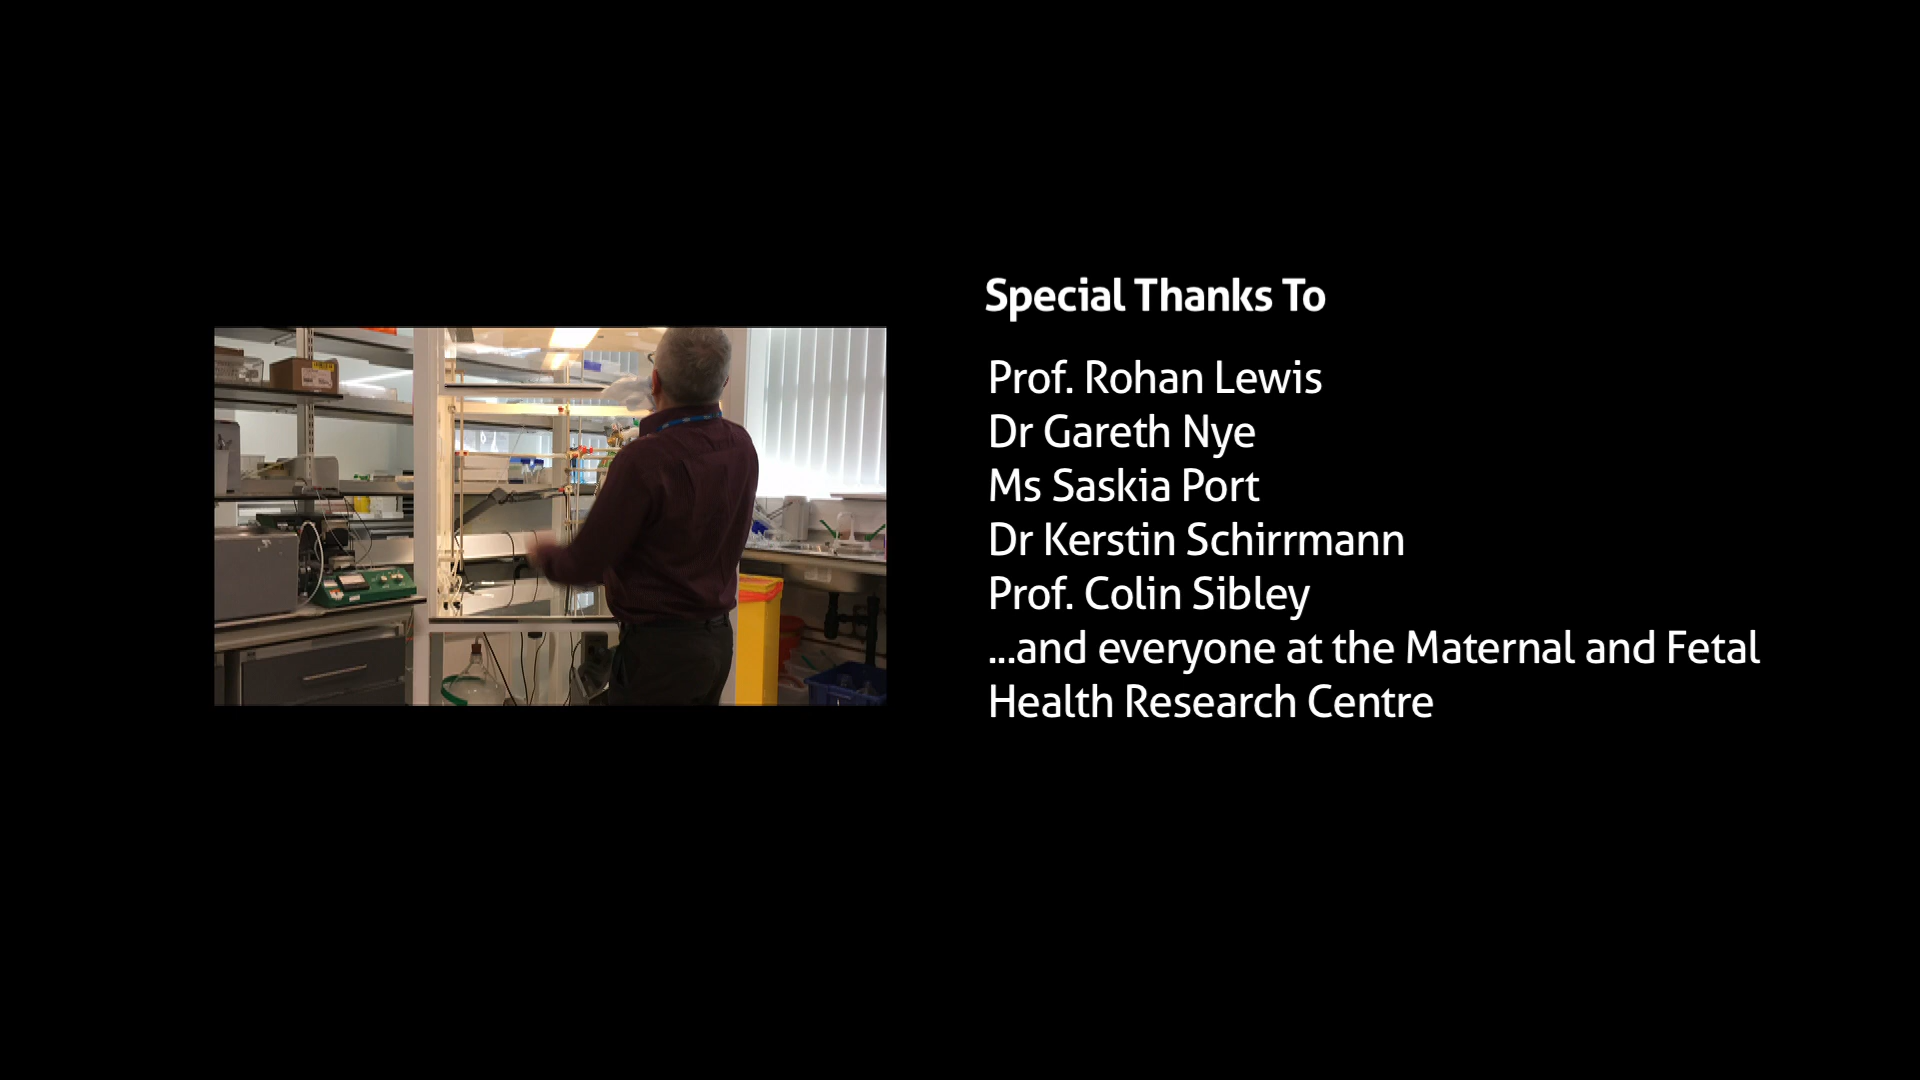 Special Thanks To
Prof. Rohan Lewis
Dr Gareth Nye
Ms Saskia Port
Dr Kerstin Schirrmann
Prof. Colin Sibley
...and everyone at the Maternal and Fetal
Health Research Centre